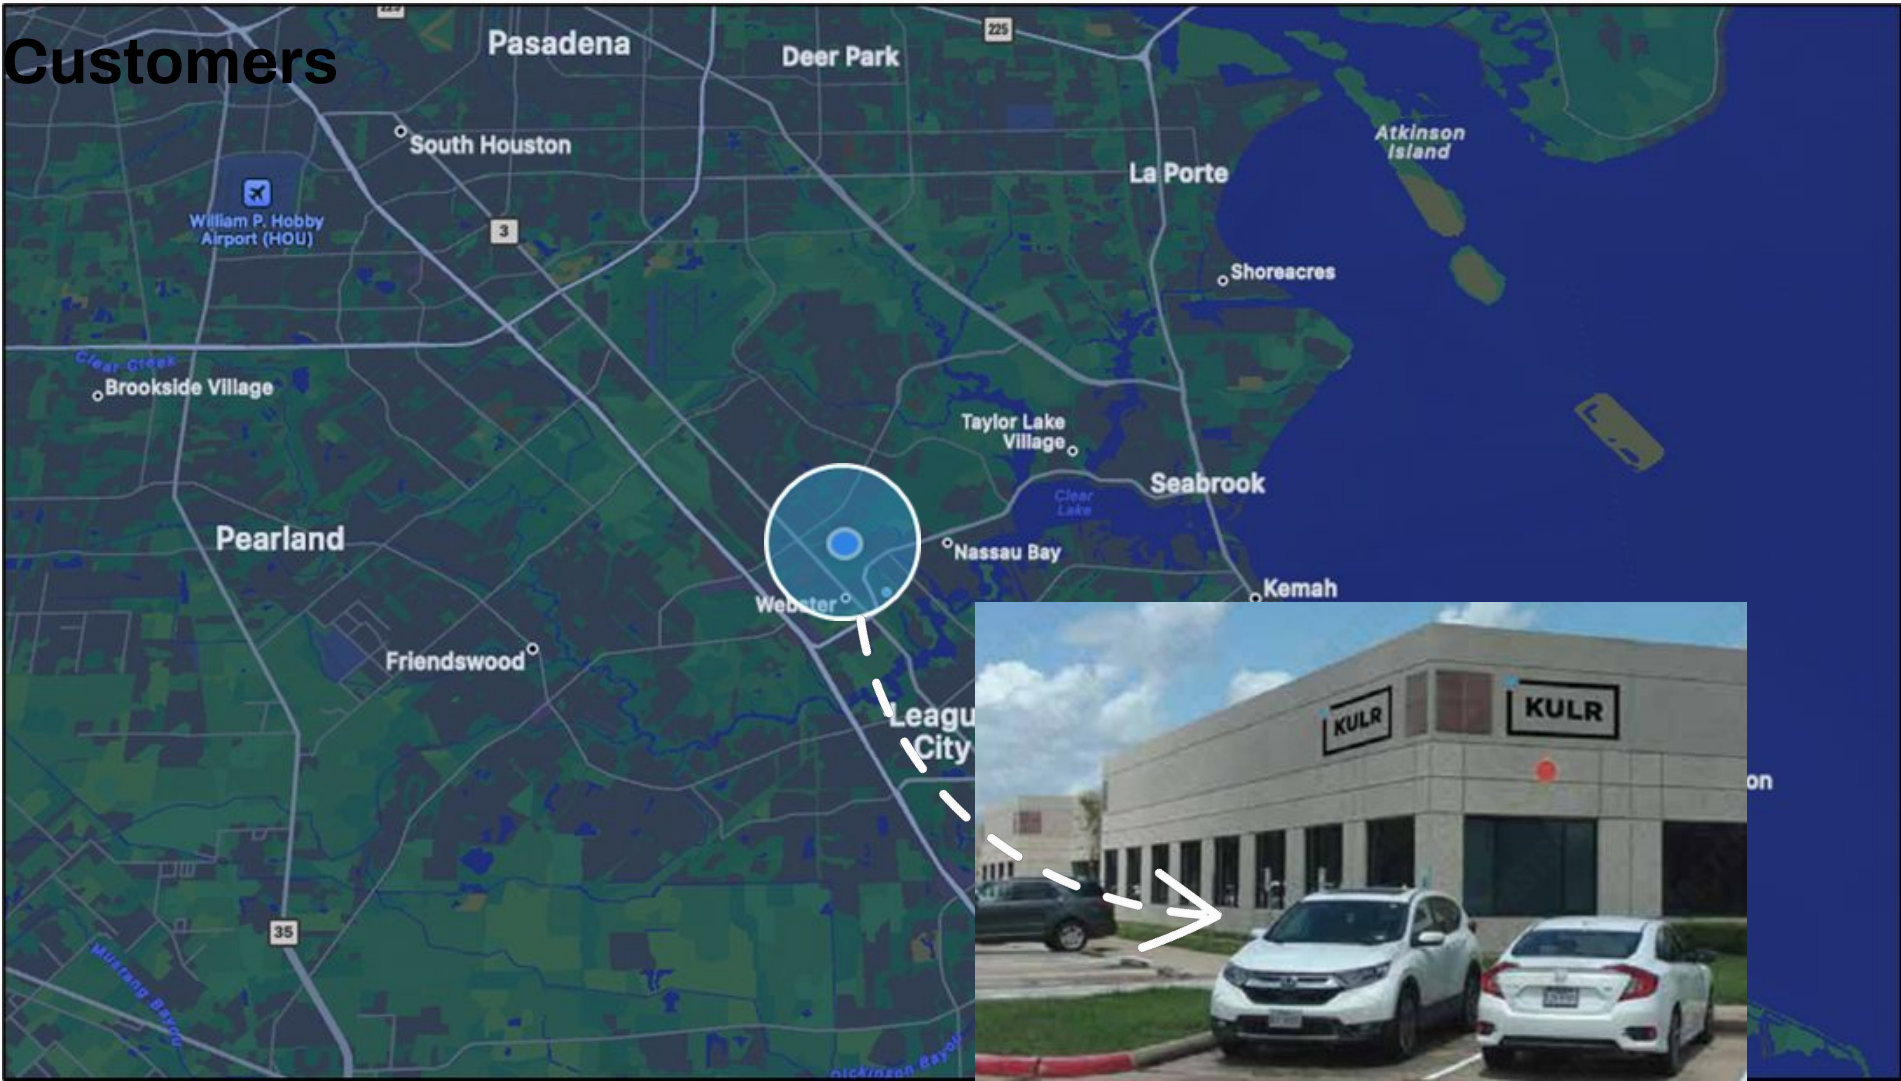 Customers
Pasadena
Deer Park
225
South Houston
Atkinson
Island
La Porte
William P. Hobby
Airport (HOU)
3
Shoreacres
Clear Creek
Brookside Village
Taylor Lake
Village
Seabrook
Clear
Lake
Pearland
Nassau Bay
Kemah
Webster
Friendswood
Leagu
City
KULR
KULR
on
35
Mustang Bayou
Dickinson Bayou